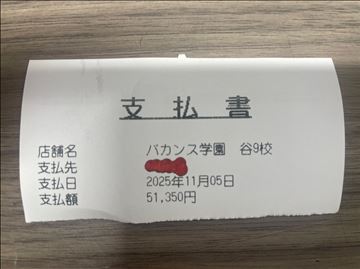 支払書
店舗名 バカンス学園 谷9校
支払先
支払日 2025年11月05日
支払額 51,350円